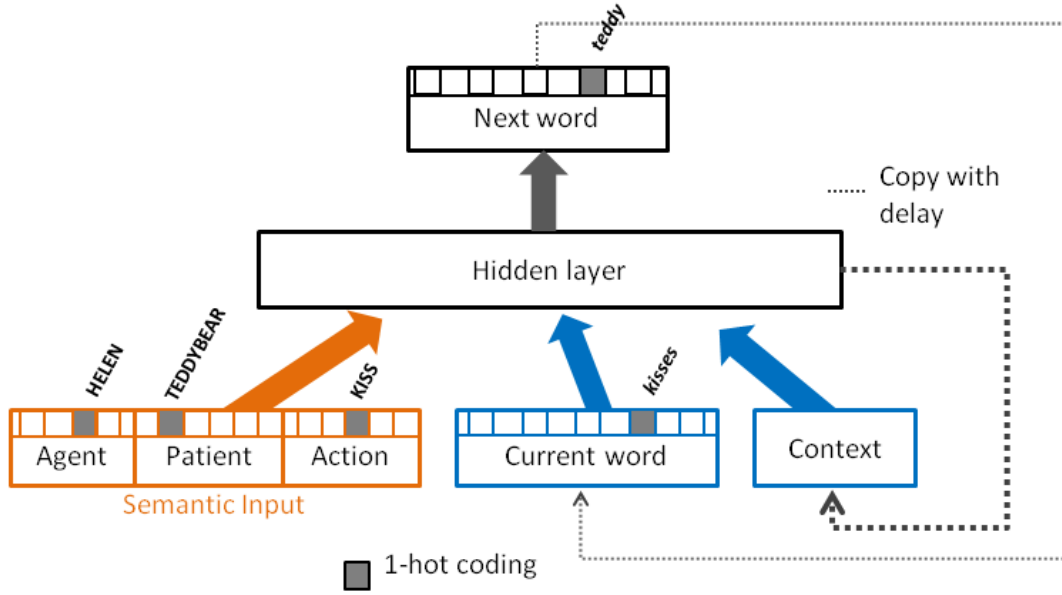 teddy
Next word
Copy with
delay
Hidden layer
HELEN
TEDDYBEAR
KISS
kisses
Agent
Patient
Action
Current word
Context
Semantic Input
1-hot coding